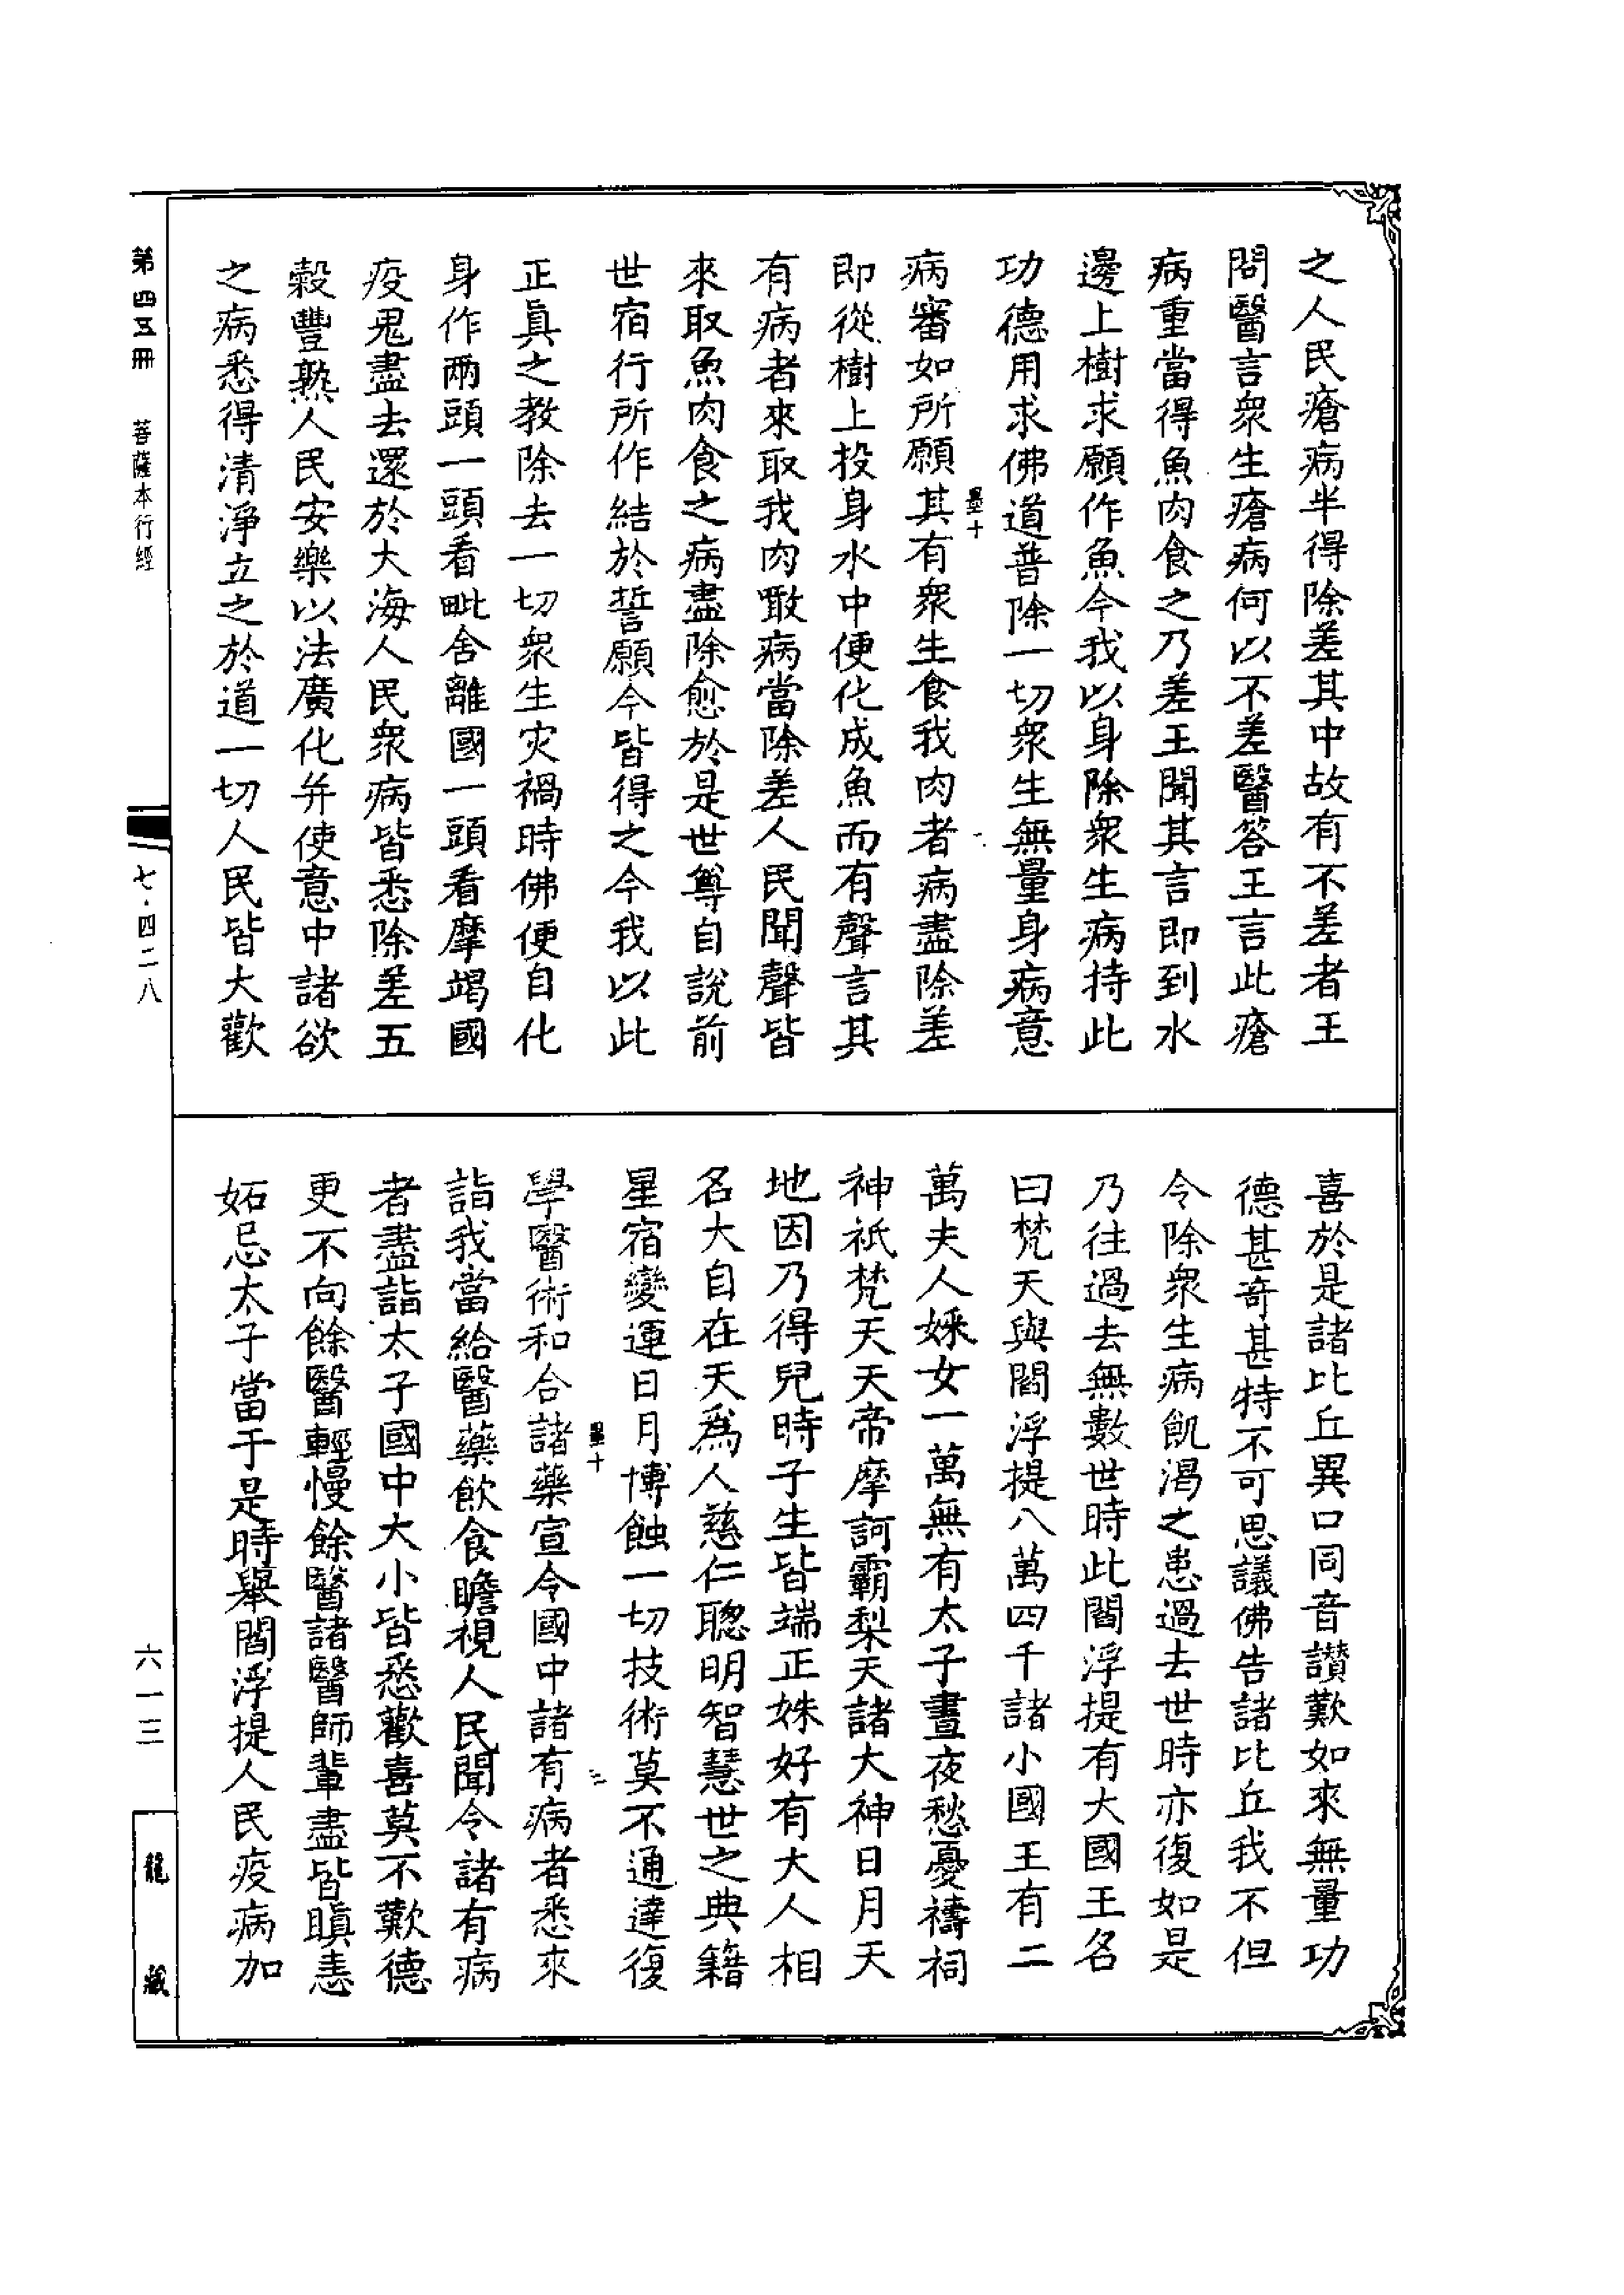 之人民瘡病半得除差其中故有不差者王
問醫言衆生瘡病何以不差醫答王言此瘡
病重當得魚肉食之乃差王聞其言即到水
邊上樹求願作魚今我以身除衆生病持此
功德用求佛道普除一切衆生無量身病意
墨十
病審如所願其有衆生食我肉者病盡除差
即從樹上投身水中便化成魚而有聲言其
有病者來取我肉噉病當除差人民聞聲皆
來取魚肉食之病盡除愈於是世尊自說前
世宿行所作結於誓願今皆得之今我以此
正眞之教除去一切衆生灾禍時佛便自化
身作兩頭一頭看毗舍離國一頭看摩竭國
疫鬼盡去還於大海人民衆病皆悉除差五
穀豐熟人民安樂以法廣化并使意中諸欲
之病悉得清淨立之於道一切人民皆大歡
喜於是諸比丘異口同音讃歎如來無量功
德甚奇甚特不可思議佛告諸比丘我不但
令除衆生病飢渴之患過去世時亦復如是
乃往過去無數世時此閻浮提有大國王名
曰梵天與閻浮提八萬四千諸小國王有二
萬夫人婇女一萬無有太子晝夜愁憂禱祠
神祇梵天天帝摩訶霸梨天諸大神日月天
地因乃得兒時子生皆端正姝好有大人相
名大自在天爲人慈仁聰明智慧世之典籍
星宿變運日月博蝕一切技術莫不通達復
墨十
三
學醫術和合諸藥宣令國中諸有病者悉來
詣我當給醫藥飲食瞻視人民聞令諸有病
者盡詣太子國中大小皆悉歡喜莫不歎德
更不向餘醫輕慢餘醫諸醫師輩盡皆瞋恚
妬忌太子當于是時擧閻浮提人民疫病加
第四五冊
菩薩本行經
七·四二八
六一三
龍藏